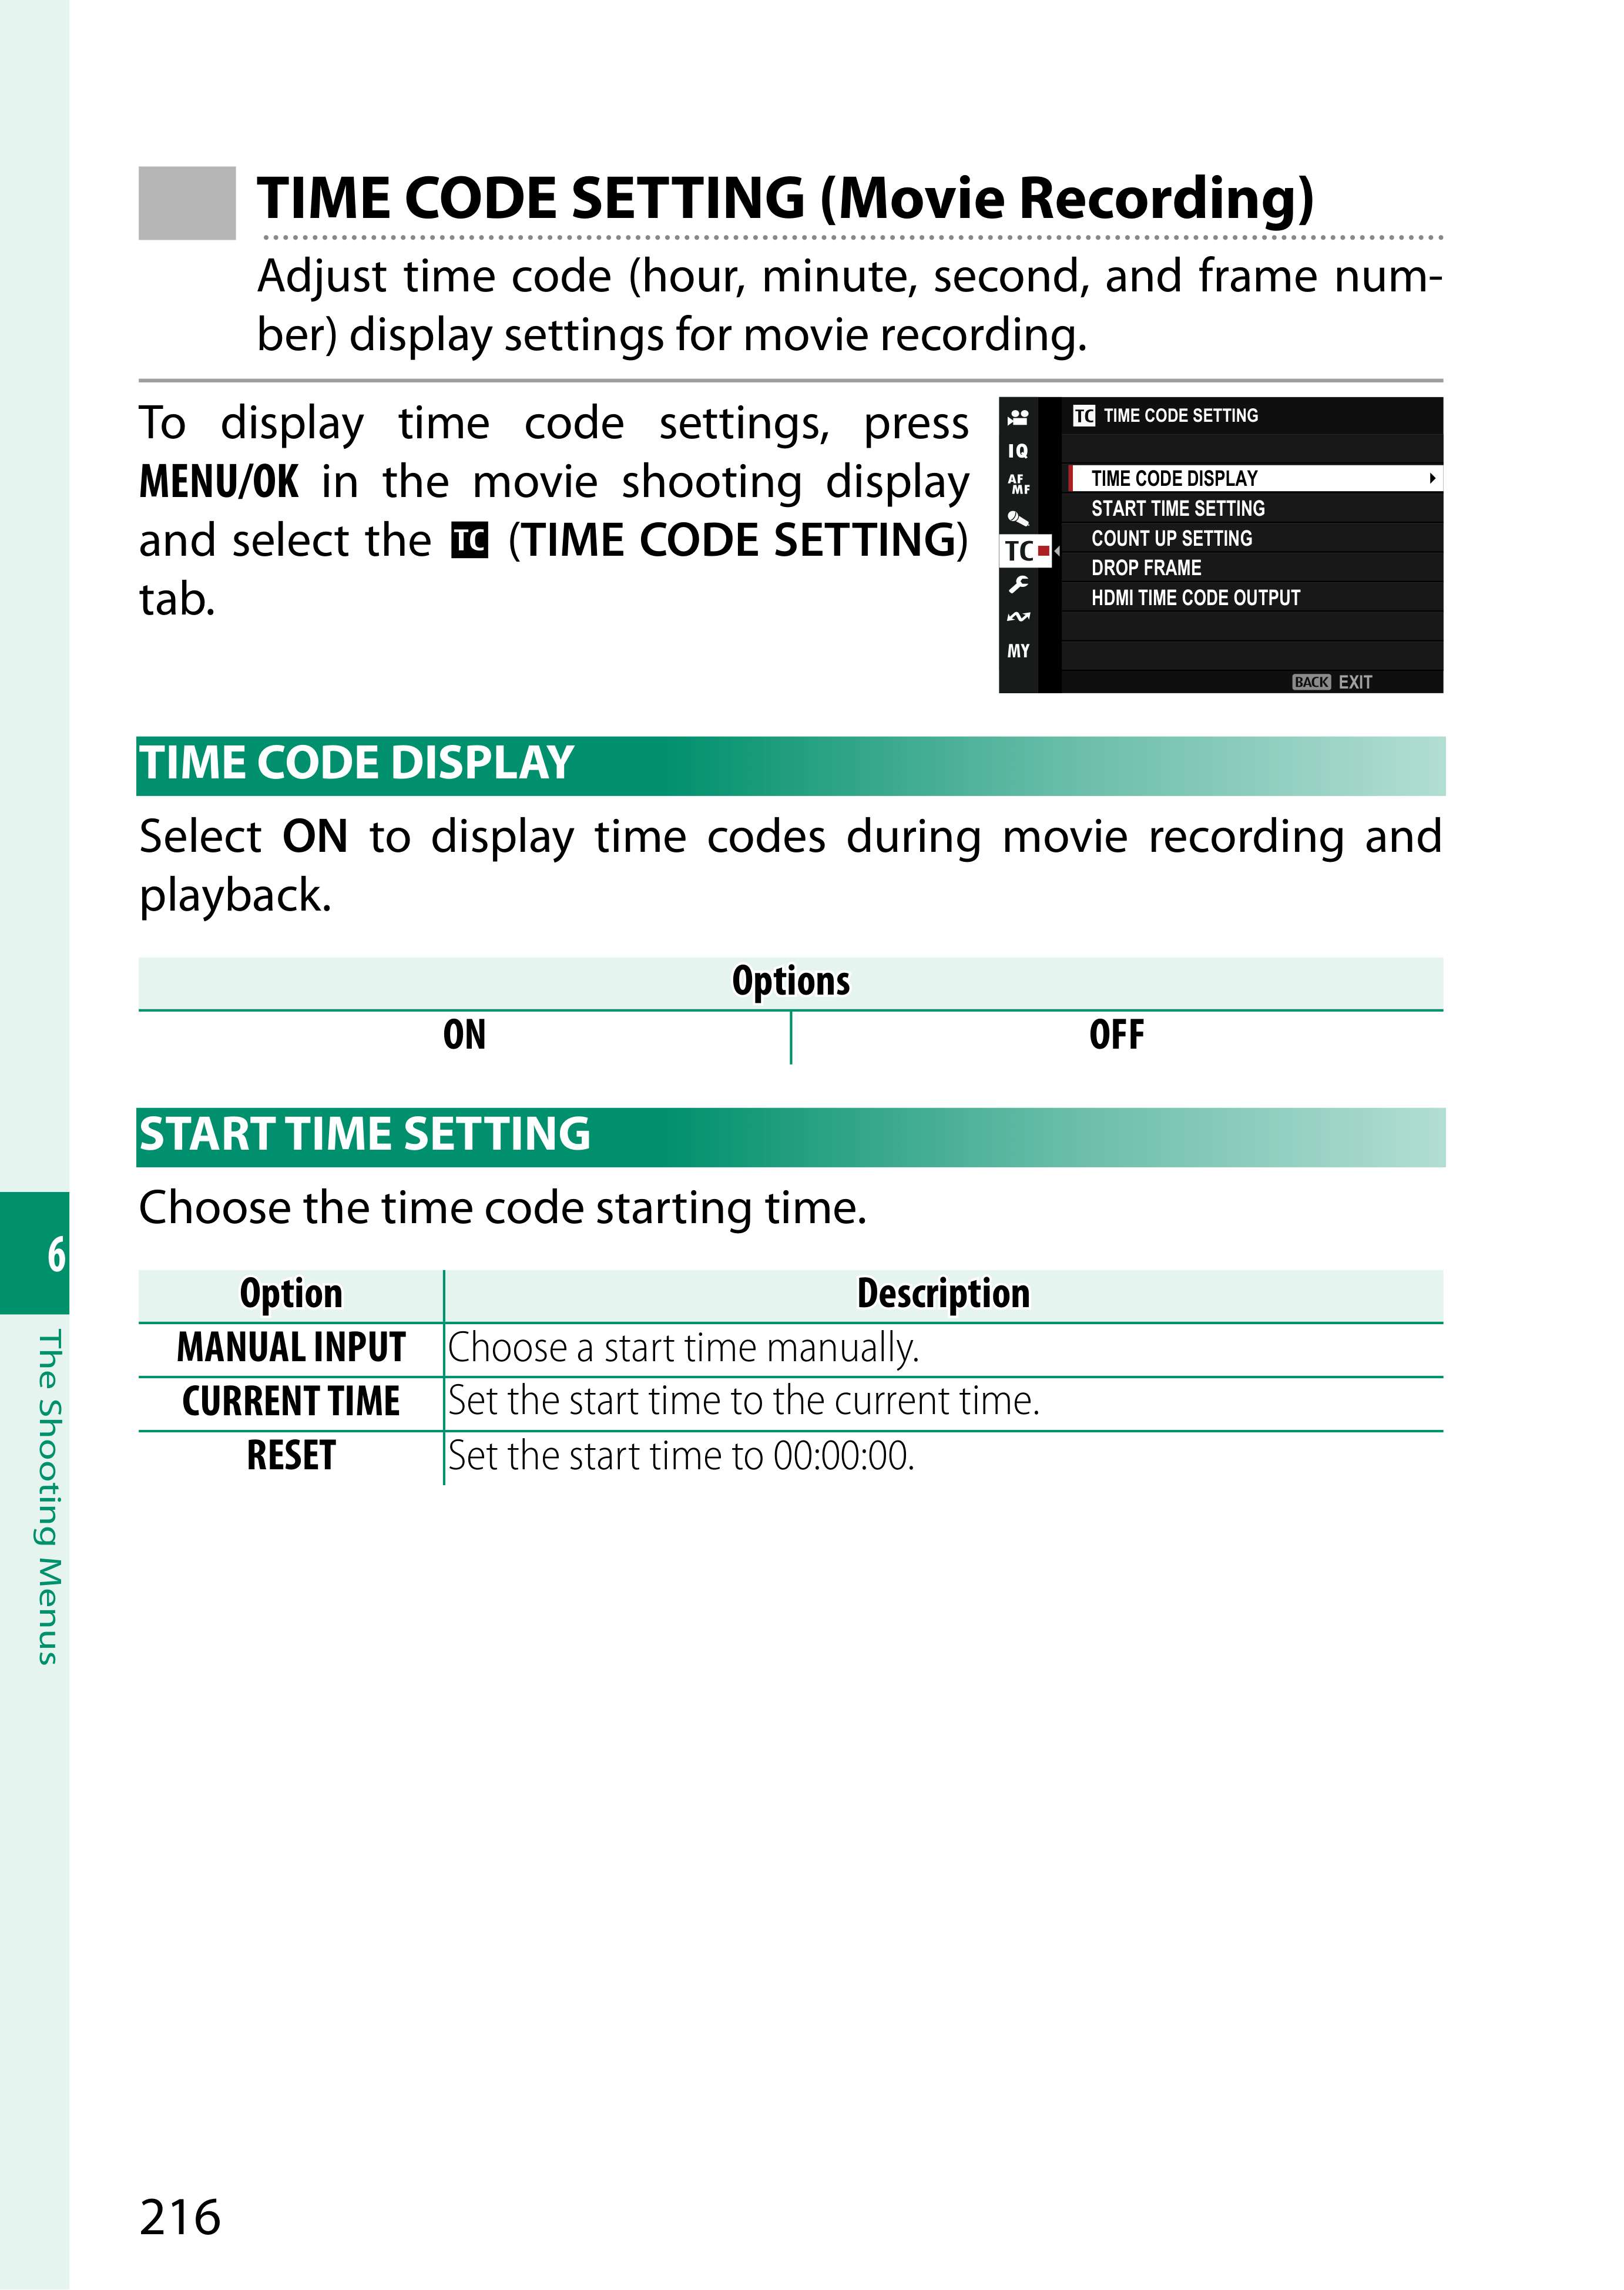 TIME CODE SETTING (Movie Recording)
Adjust time code (hour, minute, second, and frame num-
ber) display settings for movie recording.
To display time code settings, press
MENU/OK in the movie shooting display
and select the TC (TIME CODE SETTING)
tab.
TC TIME CODE SETTING
IQ
AF
MF
TC
MY
TIME CODE DISPLAY
START TIME SETTING
COUNT UP SETTING
DROP FRAME
HDMI TIME CODE OUTPUT
BACK EXIT
TIME CODE DISPLAY
Select ON to display time codes during movie recording and
playback.
Options
ON OFF
START TIME SETTING
Choose the time code starting time.
Option Description
MANUAL INPUT Choose a start time manually.
CURRENT TIME Set the start time to the current time.
RESET Set the start time to 00:00:00.
6
The Shooting Menus
216